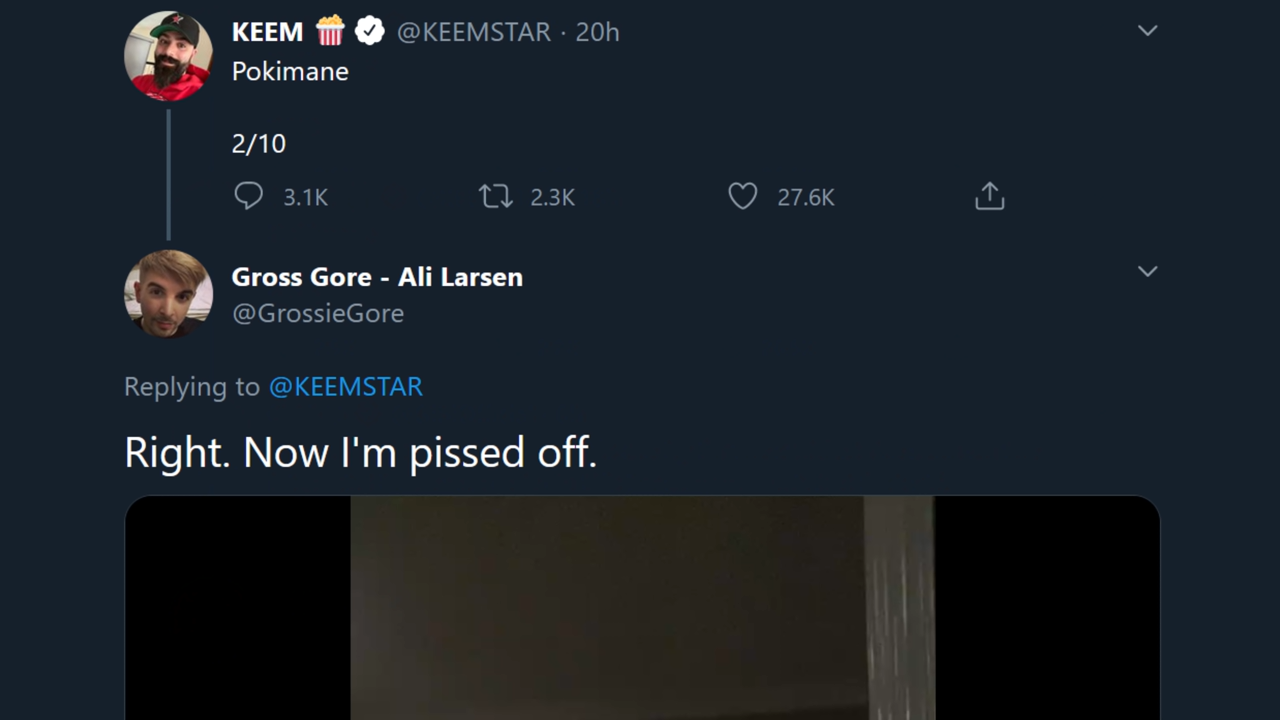 KEEM 🍿 @KEEMSTAR · 20h
Pokimane
2/10
3.1K 2.3K 27.6K
Gross Gore - Ali Larsen
@GrossieGore
Replying to @KEEMSTAR
Right. Now I'm pissed off.